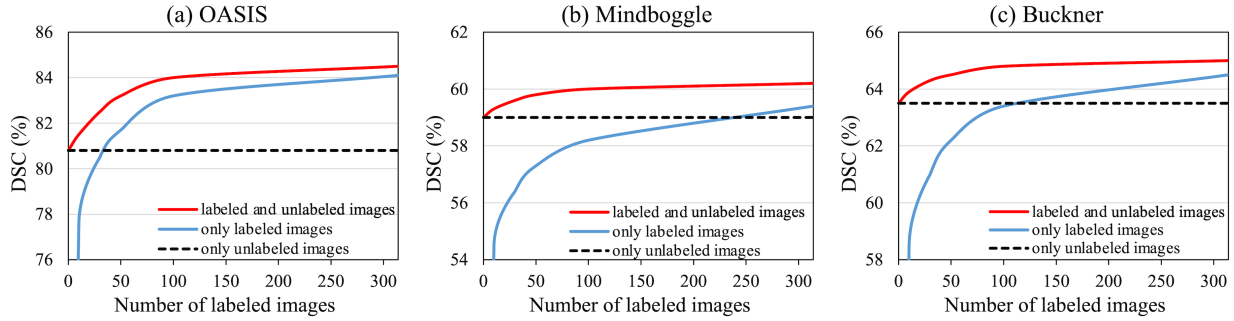 (a) OASIS
DSC (%)
86
84
82
80
78
76
labeled and unlabeled images
only labeled images
only unlabeled images
0 50 100 150 200 250 300
Number of labeled images
(b) Mindboggle
DSC (%)
62
60
58
56
54
labeled and unlabeled images
only labeled images
only unlabeled images
0 50 100 150 200 250 300
Number of labeled images
(c) Buckner
DSC (%)
66
64
62
60
58
labeled and unlabeled images
only labeled images
only unlabeled images
0 50 100 150 200 250 300
Number of labeled images